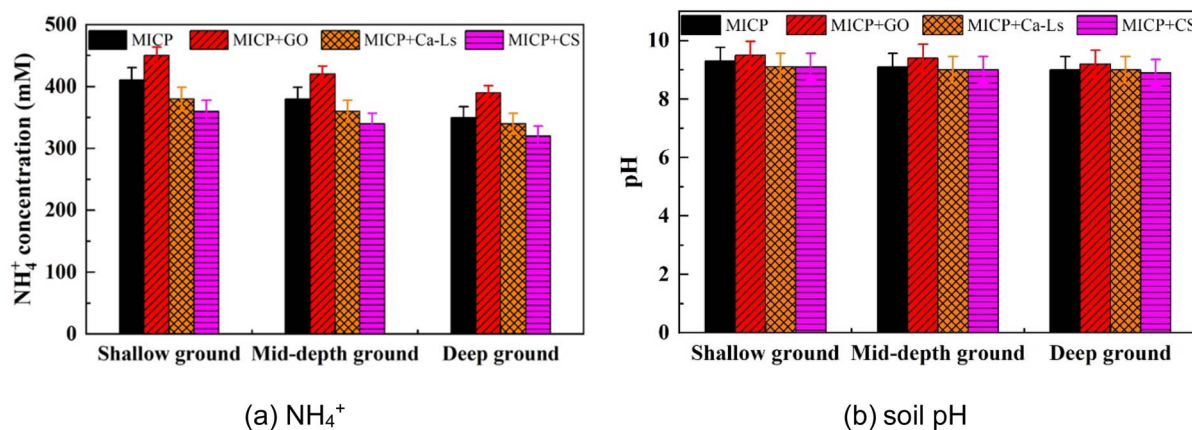 500
400
300
200
100
0
NH₄⁺ concentration (mM)
MICP MICP+GO MICP+Ca-Ls MICP+CS
Shallow ground Mid-depth ground Deep ground
(a) NH₄⁺
10
8
6
4
2
0
pH
MICP MICP+GO MICP+Ca-Ls MICP+CS
Shallow ground Mid-depth ground Deep ground
(b) soil pH